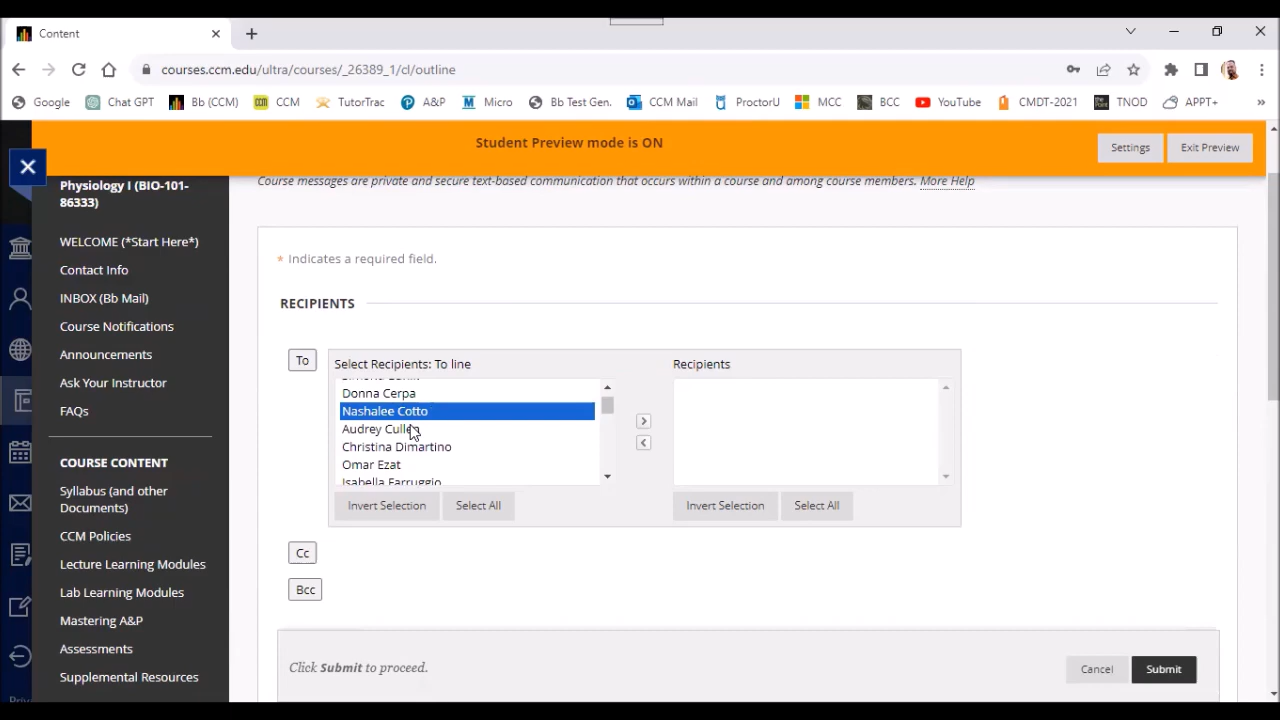 Content
courses.ccm.edu/ultra/courses/_26389_1/cl/outline
Google Chat GPT Bb (CCM) CCM TutorTrac A&P Micro Bb Test Gen. CCM Mail ProctorU MCC BCC YouTube CMDT-2021 TNOD APPT+ »
Student Preview mode is ON
Settings Exit Preview
Physiology I (BIO-101-
86333)
WELCOME (*Start Here*)
Contact Info
INBOX (Bb Mail)
Course Notifications
Announcements
Ask Your Instructor
FAQs
COURSE CONTENT
Syllabus (and other
Documents)
CCM Policies
Lecture Learning Modules
Lab Learning Modules
Mastering A&P
Assessments
Supplemental Resources
Course messages are private and secure text-based communication that occurs within a course and among course members. More Help
* Indicates a required field.
RECIPIENTS
To
Select Recipients: To line
Recipients
Donna Cerpa
Nashalee Cotto
Audrey Cullen
Christina Dimartino
Omar Ezat
Isabella Farruggio
Invert Selection Select All
Invert Selection Select All
Cc
Bcc
Click Submit to proceed.
Cancel Submit